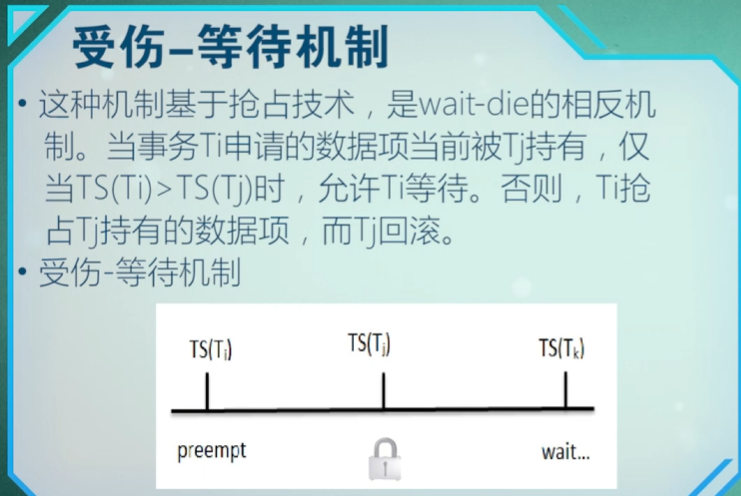 受伤–等待机制
• 这种机制基于抢占技术，是wait-die的相反机
制。当事务Ti申请的数据项当前被Tj持有，仅
当TS(Ti)>TS(Tj)时，允许Ti等待。否则，Ti抢
占Tj持有的数据项，而Tj回滚。
• 受伤-等待机制
TS(Ti) TS(Tj) TS(Tk)
preempt wait...